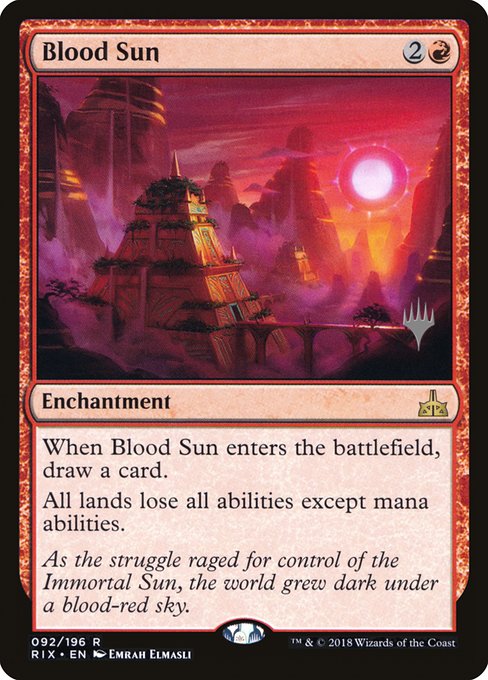 Blood Sun
2
Enchantment
When Blood Sun enters the battlefield,
draw a card.
All lands lose all abilities except mana
abilities.
As the struggle raged for control of the
Immortal Sun, the world grew dark under
a blood-red sky.
092/196 R
RIX • EN EMRAH ELMASLI
™ & © 2018 Wizards of the Coast